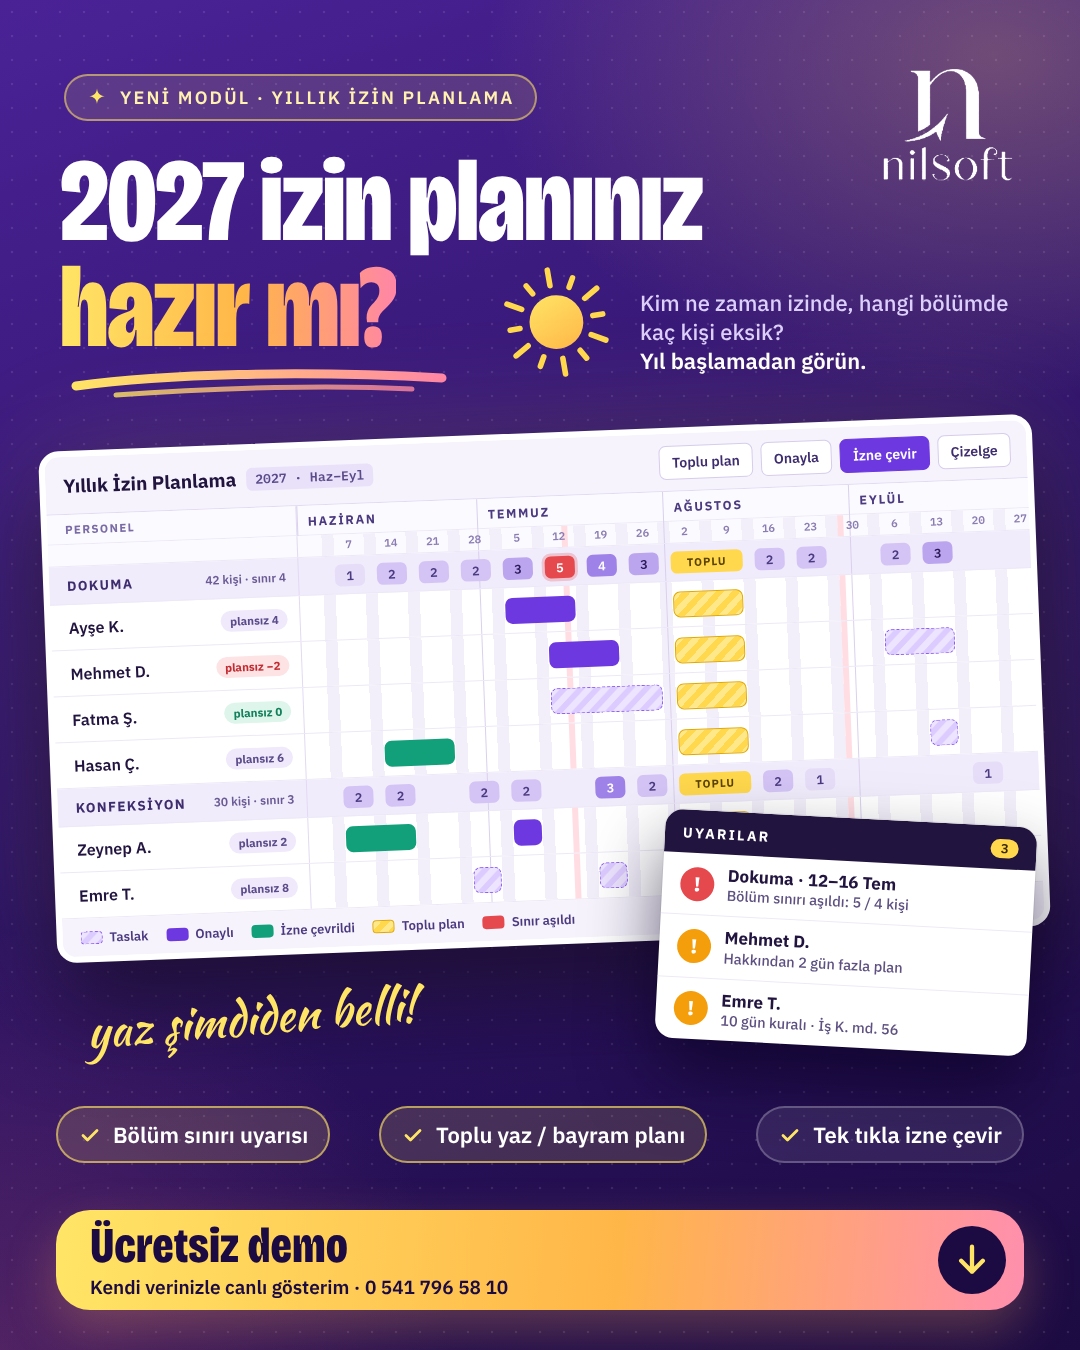 ✦ YENİ MODÜL · YILLIK İZİN PLANLAMA
nilsoft
2027 izin planınız
hazır mı?
Kim ne zaman izinde, hangi bölümde
kaç kişi eksik?
Yıl başlamadan görün.
Yıllık İzin Planlama 2027 · Haz–Eyl
Toplu plan Onayla İzne çevir Çizelge
PERSONEL HAZİRAN TEMMUZ AĞUSTOS EYLÜL
7 14 21 28 5 12 19 26 2 9 16 23 30 6 13 20 27
DOKUMA 42 kişi · sınır 4 1 2 2 2 3 5 4 3 TOPLU 2 2 2 3
Ayşe K. plansız 4
Mehmet D. plansız −2
Fatma Ş. plansız 0
Hasan Ç. plansız 6
KONFEKSİYON 30 kişi · sınır 3 2 2 2 2 3 2 TOPLU 2 1 1
Zeynep A. plansız 2
Emre T. plansız 8
Taslak Onaylı İzne çevrildi Toplu plan Sınır aşıldı
UYARILAR 3
! Dokuma · 12–16 Tem
Bölüm sınırı aşıldı: 5 / 4 kişi
! Mehmet D.
Hakkından 2 gün fazla plan
! Emre T.
10 gün kuralı · İş K. md. 56
yaz şimdiden belli!
Bölüm sınırı uyarısı
Toplu yaz / bayram planı
Tek tıkla izne çevir
Ücretsiz demo
Kendi verinizle canlı gösterim · 0 541 796 58 10